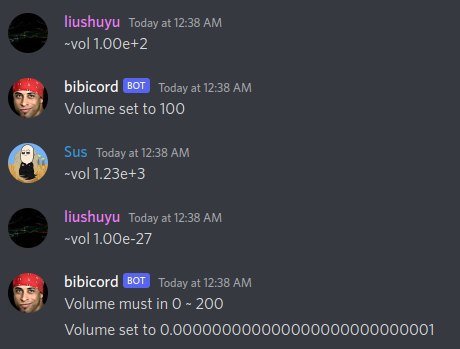 liushuyu Today at 12:38 AM
~vol 1.00e+2
bibicord BOT Today at 12:38 AM
Volume set to 100
Sus Today at 12:38 AM
~vol 1.23e+3
liushuyu Today at 12:38 AM
~vol 1.00e-27
bibicord BOT Today at 12:38 AM
Volume must in 0 ~ 200
Volume set to 0.000000000000000000000000001